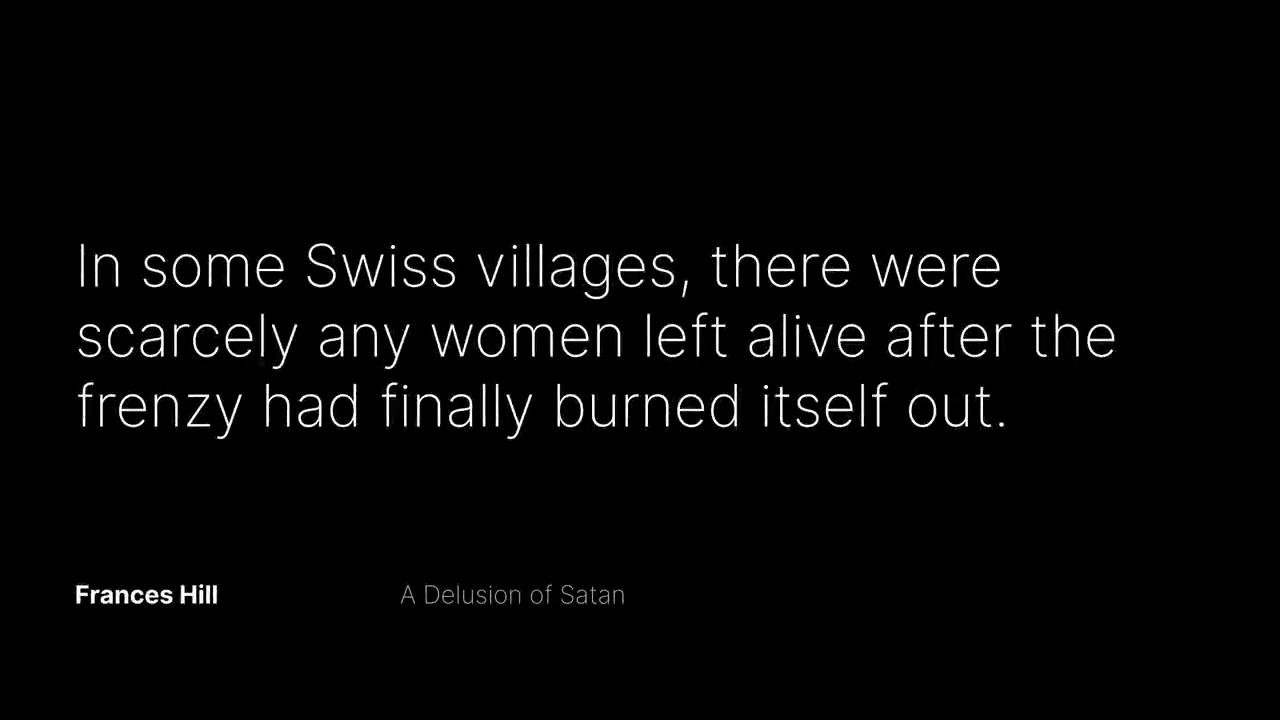 In some Swiss villages, there were
scarcely any women left alive after the
frenzy had finally burned itself out.
Frances Hill
A Delusion of Satan